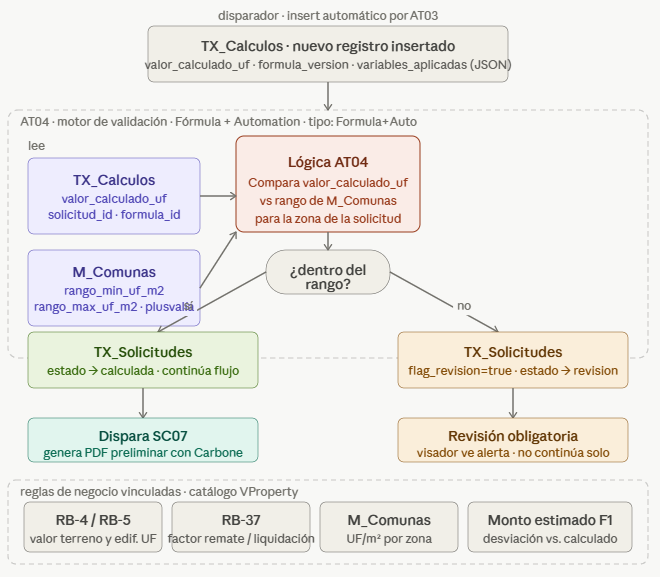 disparador · insert automático por AT03
TX_Calculos · nuevo registro insertado
valor_calculado_uf · formula_version · variables_aplicadas (JSON)
AT04 · motor de validación · Fórmula + Automation · tipo: Formula+Auto
lee
TX_Calculos
valor_calculado_uf
solicitud_id · formula_id
Lógica AT04
Compara valor_calculado_uf
vs rango de M_Comunas
para la zona de la solicitud
M_Comunas
rango_min_uf_m2
rango_max_uf_m2 · plusvalía
¿dentro del
rango?
sí
no
TX_Solicitudes
estado → calculada · continúa flujo
TX_Solicitudes
flag_revision=true · estado → revision
Dispara SC07
genera PDF preliminar con Carbone
Revisión obligatoria
visador ve alerta · no continúa solo
reglas de negocio vinculadas · catálogo VProperty
RB-4 / RB-5
valor terreno y edif. UF
RB-37
factor remate / liquidación
M_Comunas
UF/m² por zona
Monto estimado F1
desviación vs. calculado